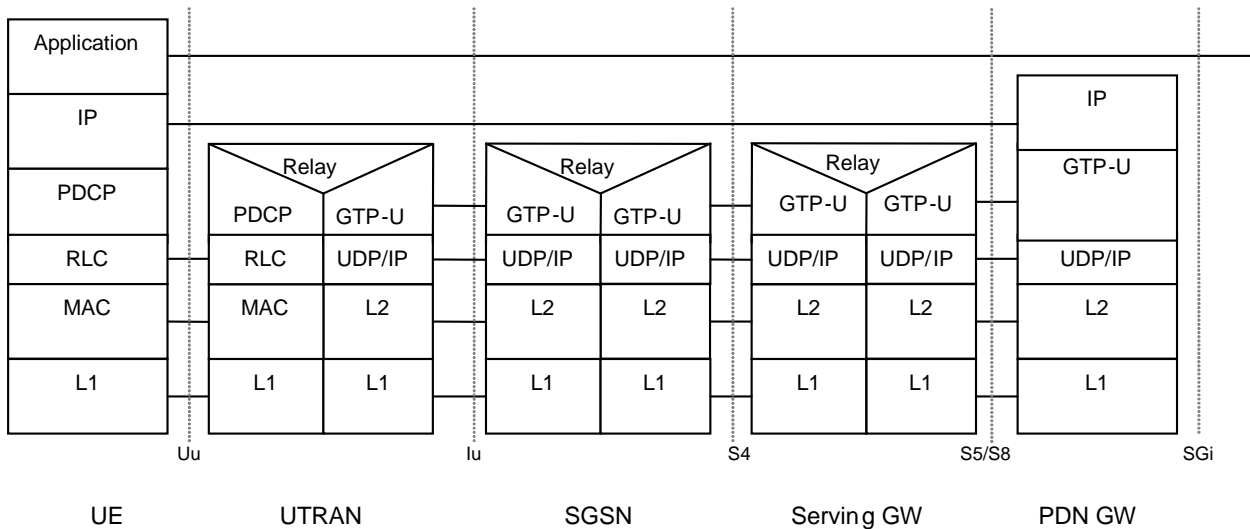 Application
IP
IP
Relay
Relay
Relay
GTP-U
PDCP
PDCP
GTP-U
GTP-U
GTP-U
GTP-U
GTP-U
RLC
RLC
UDP/IP
UDP/IP
UDP/IP
UDP/IP
UDP/IP
UDP/IP
MAC
MAC
L2
L2
L2
L2
L2
L2
L1
L1
L1
L1
L1
L1
L1
L1
Uu
Iu
S4
S5/S8
SGi
UE
UTRAN
SGSN
Serving GW
PDN GW